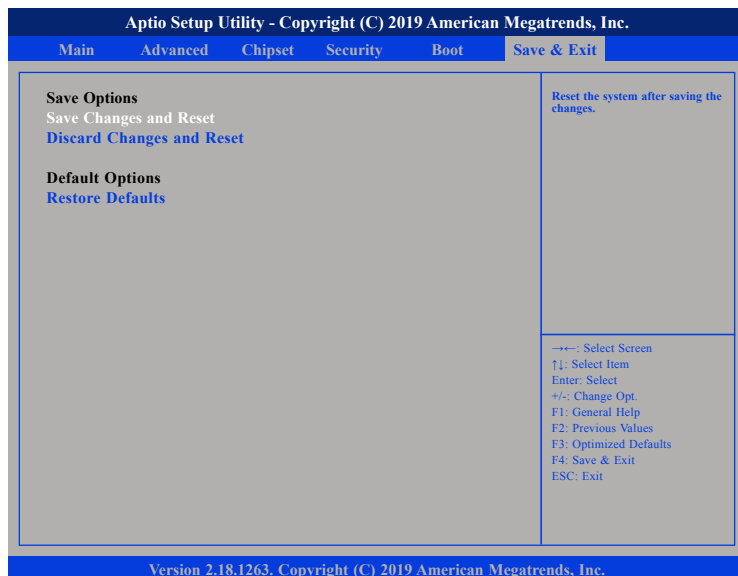 Aptio Setup Utility - Copyright (C) 2019 American Megatrends, Inc.
Main Advanced Chipset Security Boot Save & Exit
Save Options
Save Changes and Reset
Discard Changes and Reset
Default Options
Restore Defaults
Reset the system after saving the
changes.
→←: Select Screen
↑↓: Select Item
Enter: Select
+/-: Change Opt.
F1: General Help
F2: Previous Values
F3: Optimized Defaults
F4: Save & Exit
ESC: Exit
Version 2.18.1263. Copyright (C) 2019 American Megatrends, Inc.